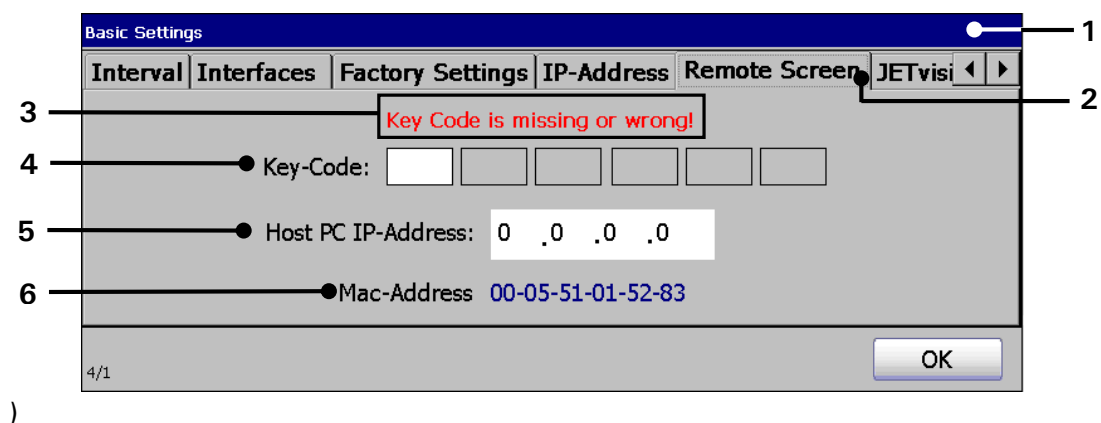 Basic Settings 1
Interval Interfaces Factory Settings IP-Address Remote Screen JETvisi
2
3 Key Code is missing or wrong!
4 Key-Code:
5 Host PC IP-Address: 0 .0 .0 .0
6 Mac-Address 00-05-51-01-52-83
4/1 OK
)